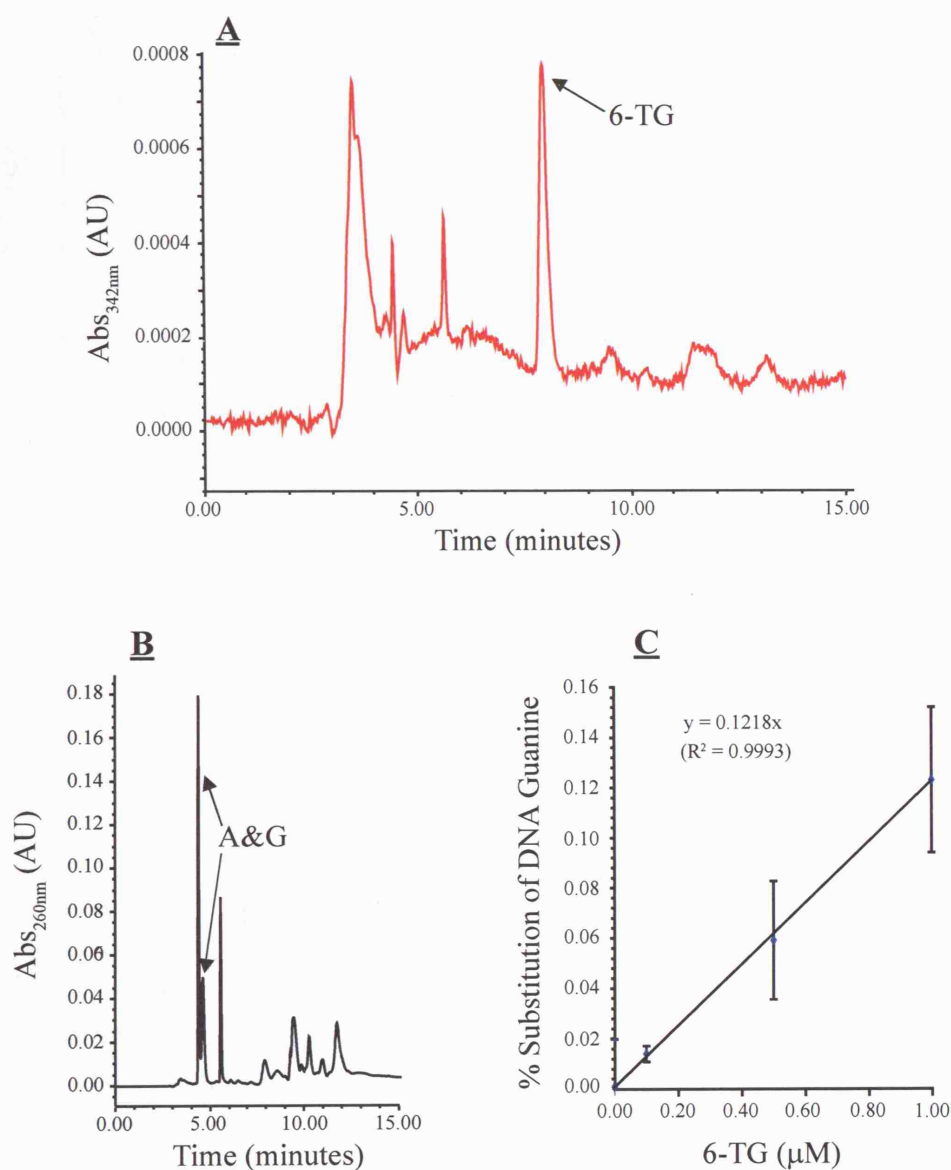 A
0.0008
0.0006
0.0004
0.0002
0.0000
Abs342nm (AU)
6-TG
0.00 5.00 10.00 15.00
Time (minutes)
B
0.18
0.16
0.14
0.12
0.10
0.08
0.06
0.04
0.02
0.00
Abs260nm (AU)
A&G
0.00 5.00 10.00 15.00
Time (minutes)
C
0.16
0.14
0.12
0.10
0.08
0.06
0.04
0.02
0.00
% Substitution of DNA Guanine
y = 0.1218x
(R² = 0.9993)
0.00 0.20 0.40 0.60 0.80 1.00
6-TG (μM)